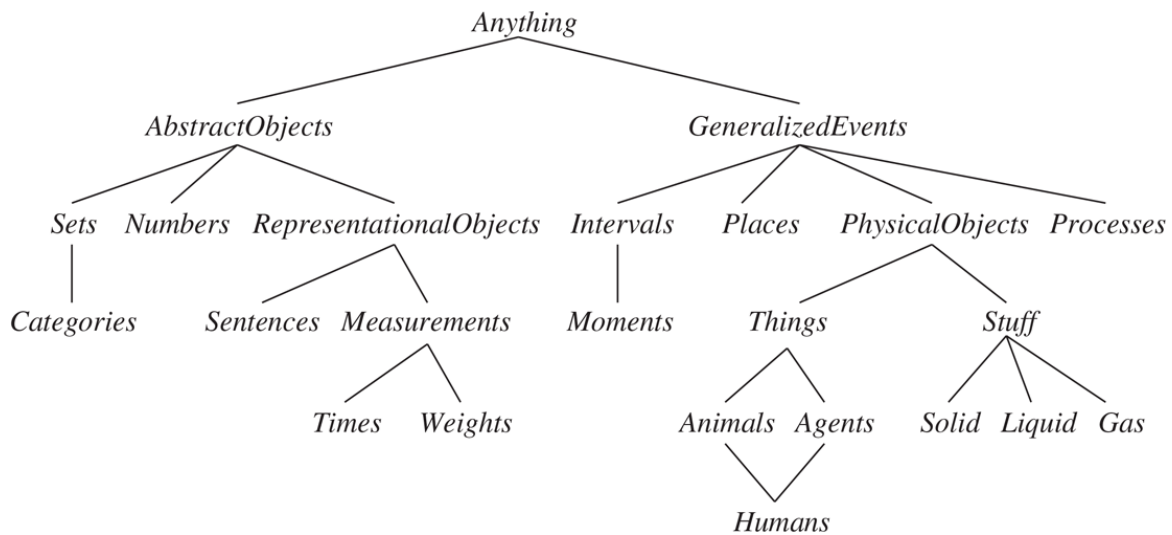 Anything
AbstractObjects GeneralizedEvents
Sets Numbers RepresentationalObjects Intervals Places PhysicalObjects Processes
Categories Sentences Measurements Moments Things Stuff
Times Weights Animals Agents Solid Liquid Gas
Humans